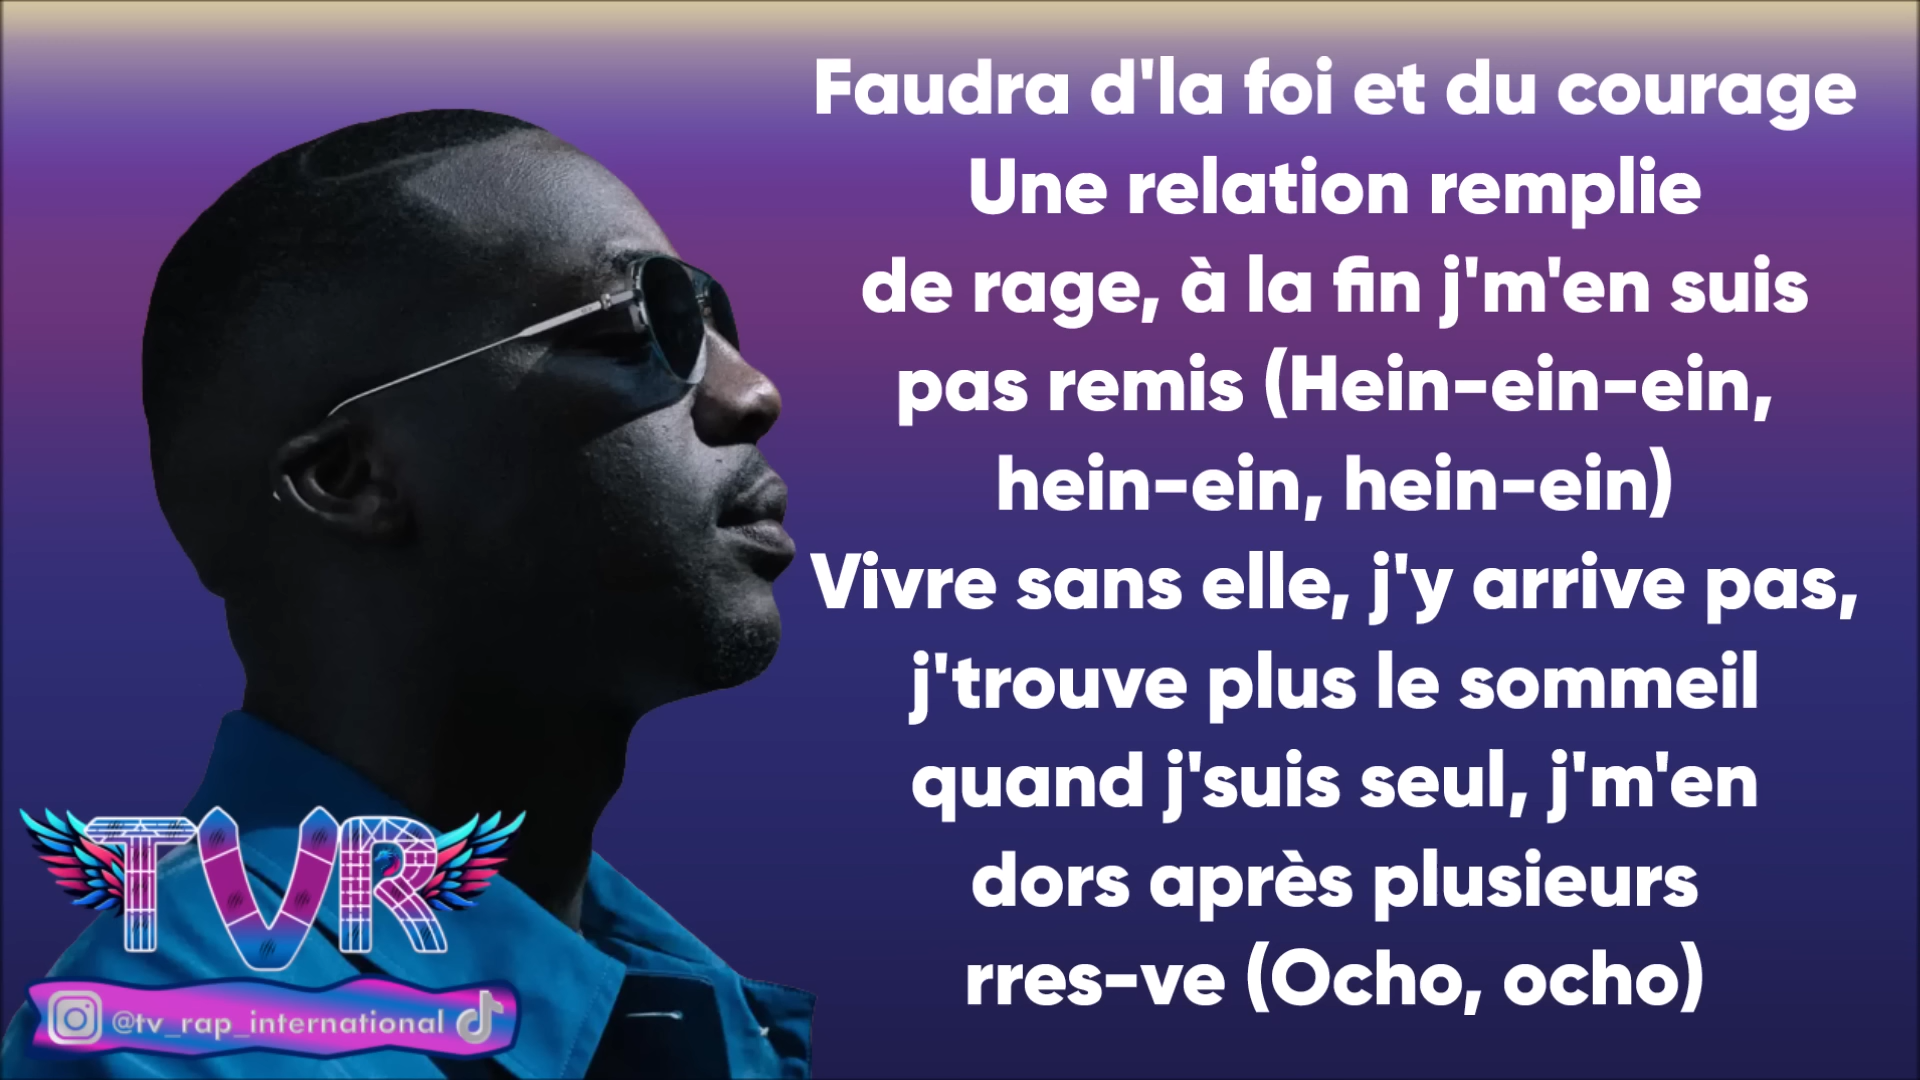 Faudra d'la foi et du courage
Une relation remplie
de rage, à la fin j'm'en suis
pas remis (Hein-ein-ein,
hein-ein, hein-ein)
Vivre sans elle, j'y arrive pas,
j'trouve plus le sommeil
quand j'suis seul, j'm'en
dors après plusieurs
rres-ve (Ocho, ocho)
TVR
@tv_rap_international